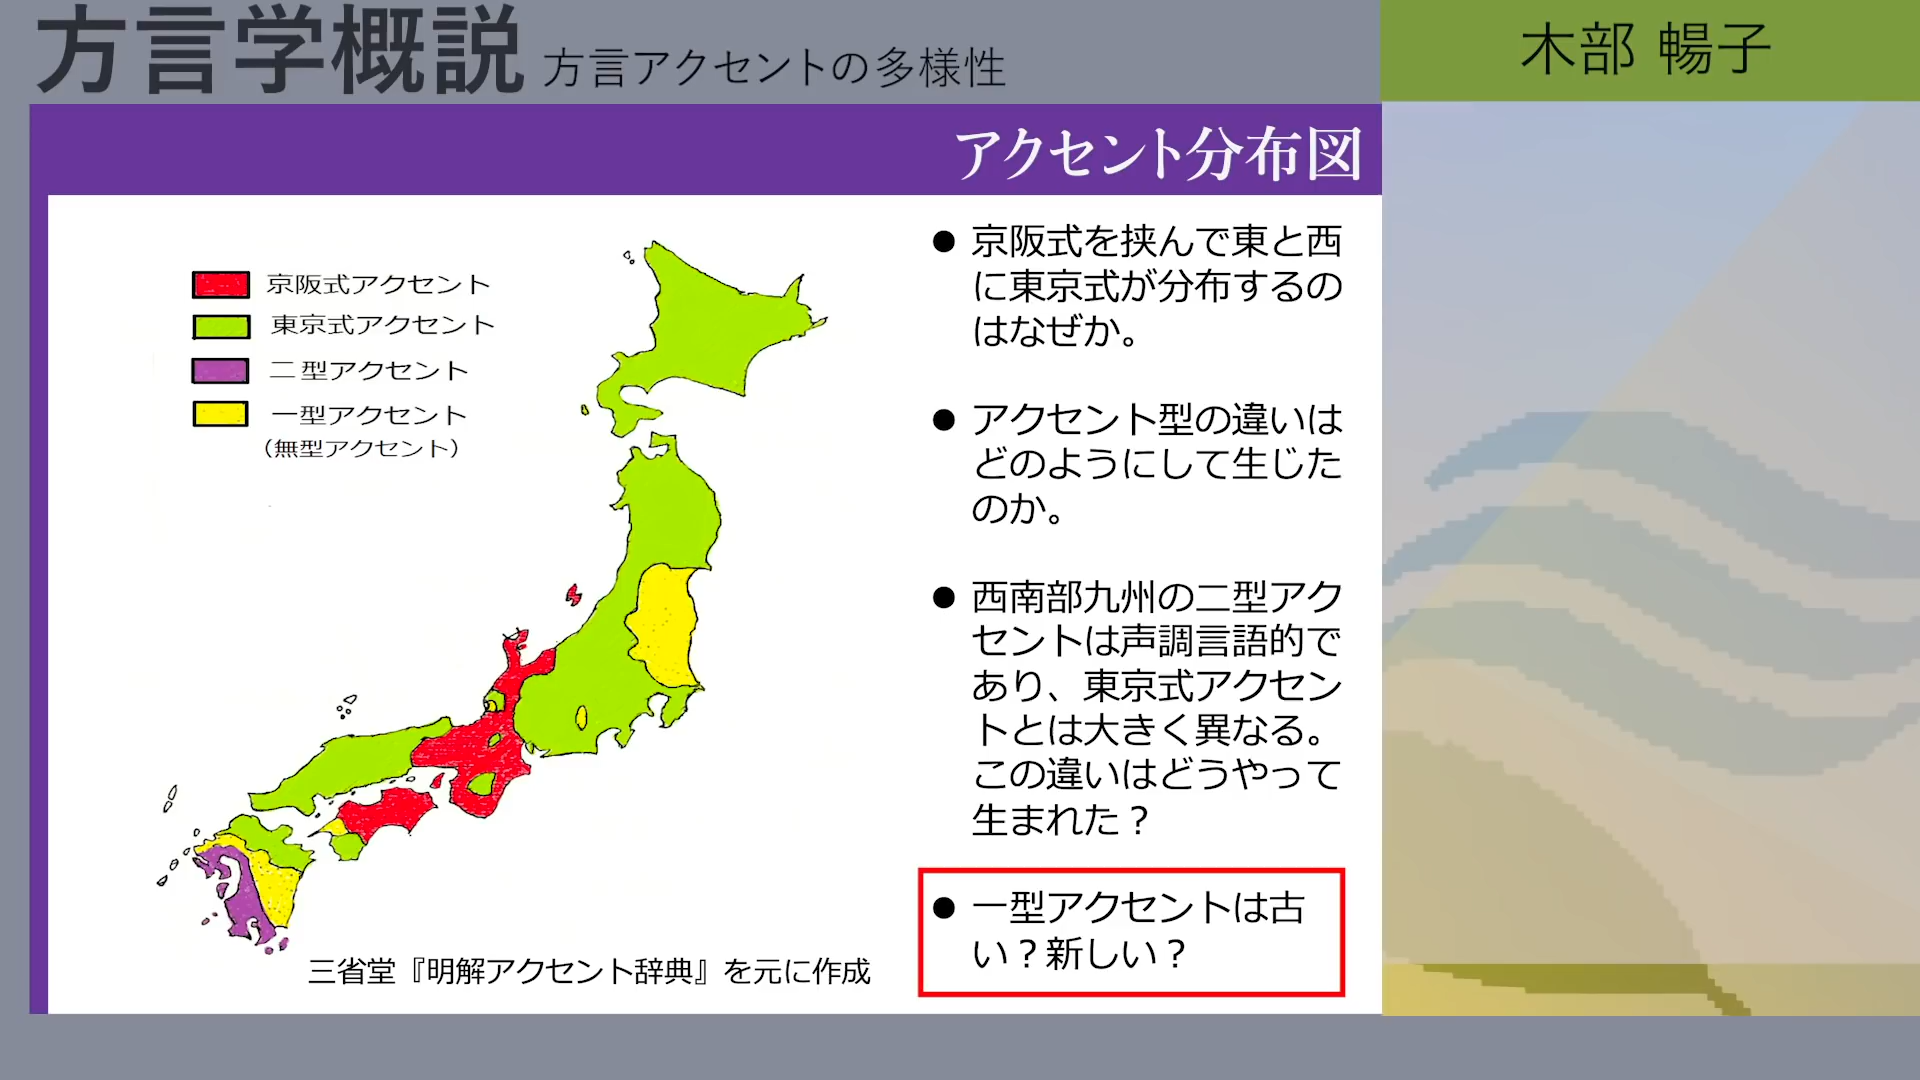 方言学概説 方言アクセントの多様性
木部 暢子
アクセント分布図
京阪式アクセント
東京式アクセント
二型アクセント
一型アクセント
（無型アクセント）
三省堂『明解アクセント辞典』を元に作成
● 京阪式を挟んで東と西
に東京式が分布するの
はなぜか。
● アクセント型の違いは
どのようにして生じた
のか。
● 西南部九州の二型アク
セントは声調言語的で
あり、東京式アクセン
トとは大きく異なる。
この違いはどうやって
生まれた？
● 一型アクセントは古
い？新しい？